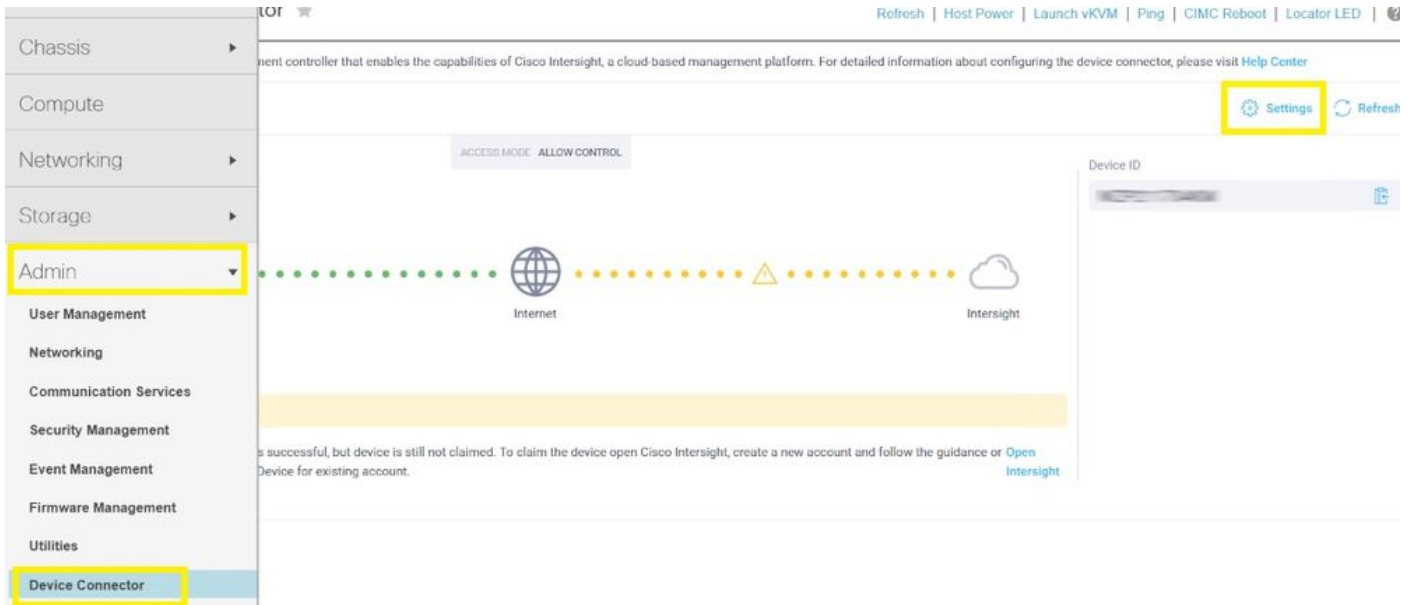 tor
Refresh | Host Power | Launch vKVM | Ping | CIMC Reboot | Locator LED |
Chassis
ment controller that enables the capabilities of Cisco Intersight, a cloud-based management platform. For detailed information about configuring the device connector, please visit Help Center
Compute
Settings Refresh
Networking
ACCESS MODE ALLOW CONTROL
Device ID
Storage
Admin
Internet
Intersight
User Management
Networking
Communication Services
Security Management
s successful, but device is still not claimed. To claim the device open Cisco Intersight, create a new account and follow the guidance or Open
Device for existing account. Intersight
Event Management
Firmware Management
Utilities
Device Connector